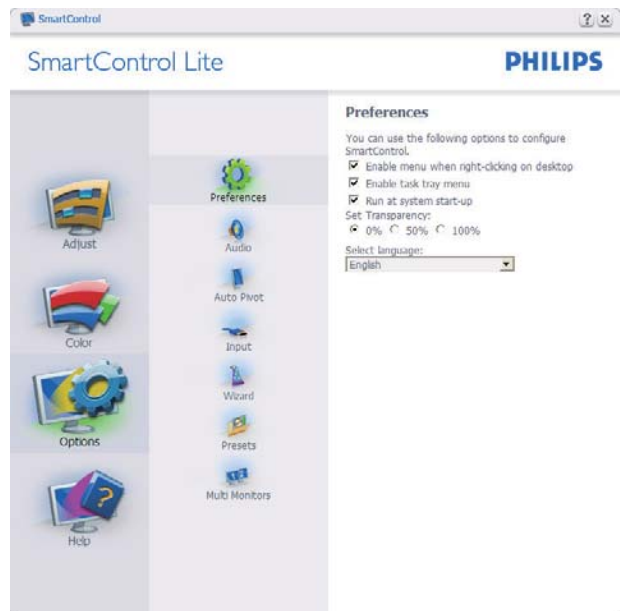 SmartControl
SmartControl Lite
PHILIPS
Adjust
Color
Options
Help
Preferences
Audio
Auto Pivot
Input
Wizard
Presets
Multi Monitors
Preferences
You can use the following options to configure
SmartControl.
Enable menu when right-clicking on desktop
Enable task tray menu
Run at system start-up
Set Transparency:
0% 50% 100%
Select language:
English